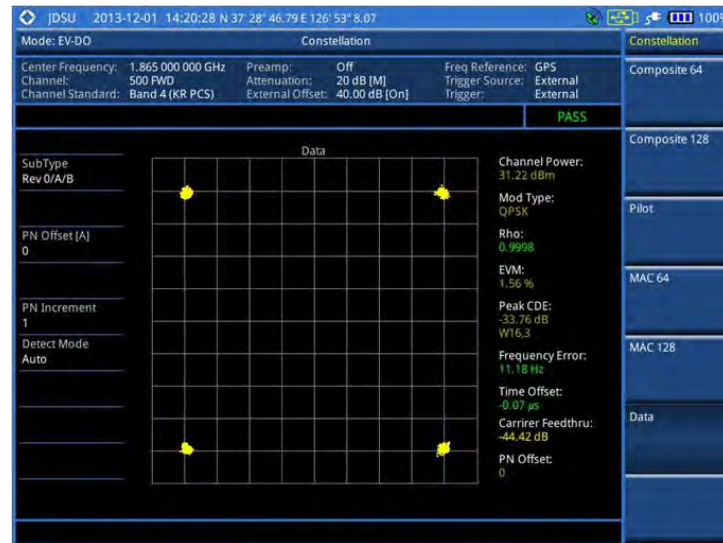 JDSU 2013-12-01 14:20:28 N 37° 28" 46.79 E 126° 53" 8.07 100%
Mode: EV-DO Constellation Constellation
Center Frequency: 1.865 000 000 GHz Preamp: Off Freq Reference: GPS
Channel: 500 FWD Attenuation: 20 dB [M] Trigger Source: External
Channel Standard: Band 4 (KR PCS) External Offset: 40.00 dB [On] Trigger: External
PASS
Data
SubType
Rev 0/A/B
PN Offset [A]
0
PN Increment
1
Detect Mode
Auto
Channel Power:
31.22 dBm
Mod Type:
QPSK
Rho:
0.9998
EVM:
1.56 %
Peak CDE:
-33.76 dB
W16,3
Frequency Error:
11.18 Hz
Time Offset:
-0.07 µs
Carrirer Feedthru:
-44.42 dB
PN Offset:
0
Composite 64
Composite 128
Pilot
MAC 64
MAC 128
Data